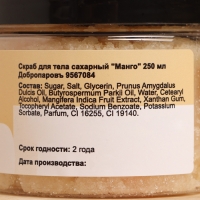 Скраб для тела сахарный "Манго" 250 мл
Добропаровъ 9567084
Состав: Sugar, Salt, Glycerin, Prunus Amygdalus
Dulcis Oil, Butyrospermum Parkii Oil, Water, Cetearyl
Alcohol, Mangifera Indica Fruit Extract, Xanthan Gum,
Tocopheryl Acetate, Sodium Benzoate, Potassium
Sorbate, Parfum, CI 16255, CI 19140.
Срок годности: 2 года
Дата производства: